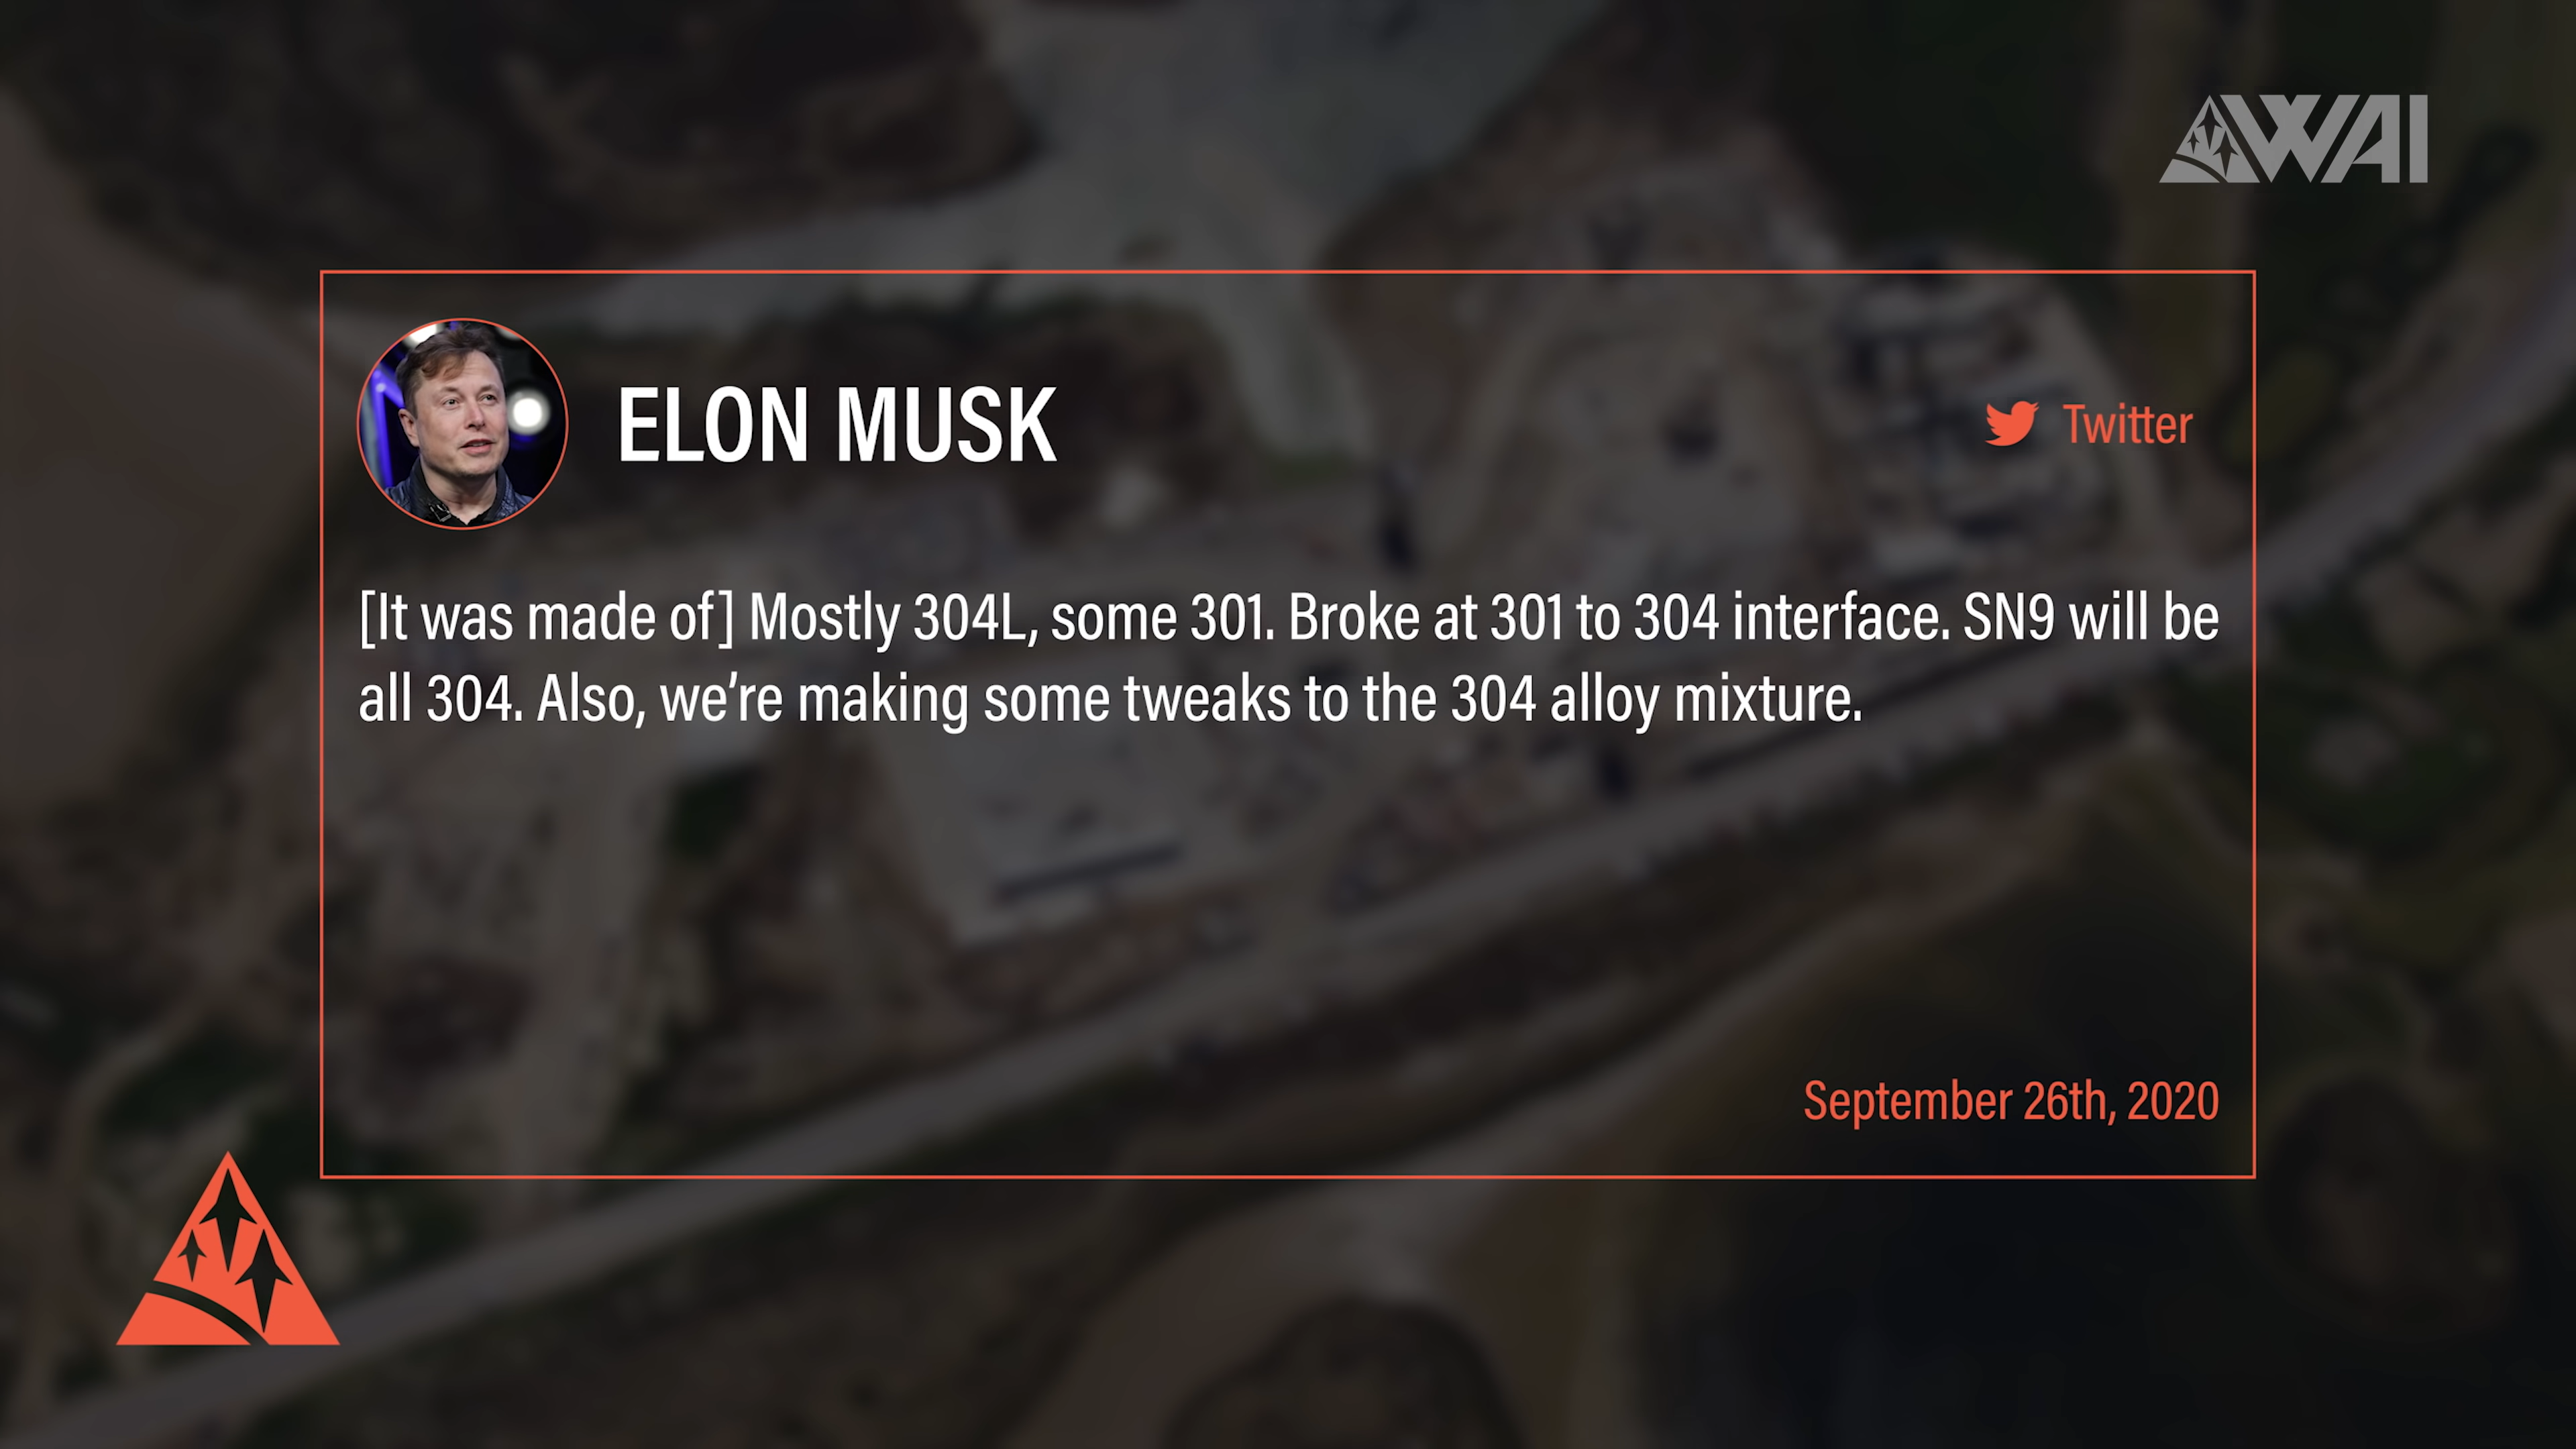 WAI
ELON MUSK
Twitter
[It was made of] Mostly 304L, some 301. Broke at 301 to 304 interface. SN9 will be
all 304. Also, we’re making some tweaks to the 304 alloy mixture.
September 26th, 2020